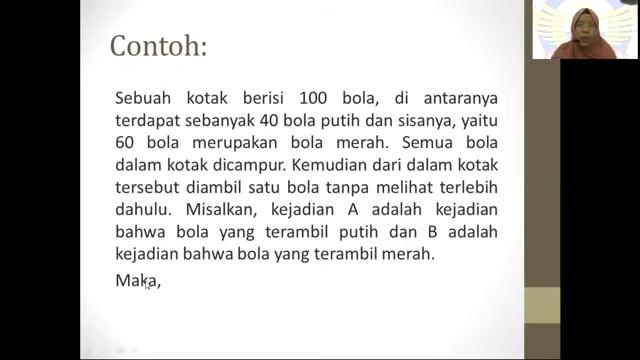 Contoh:
Sebuah kotak berisi 100 bola, di antaranya
terdapat sebanyak 40 bola putih dan sisanya, yaitu
60 bola merupakan bola merah. Semua bola
dalam kotak dicampur. Kemudian dari dalam kotak
tersebut diambil satu bola tanpa melihat terlebih
dahulu. Misalkan, kejadian A adalah kejadian
bahwa bola yang terambil putih dan B adalah
kejadian bahwa bola yang terambil merah.
Maka,